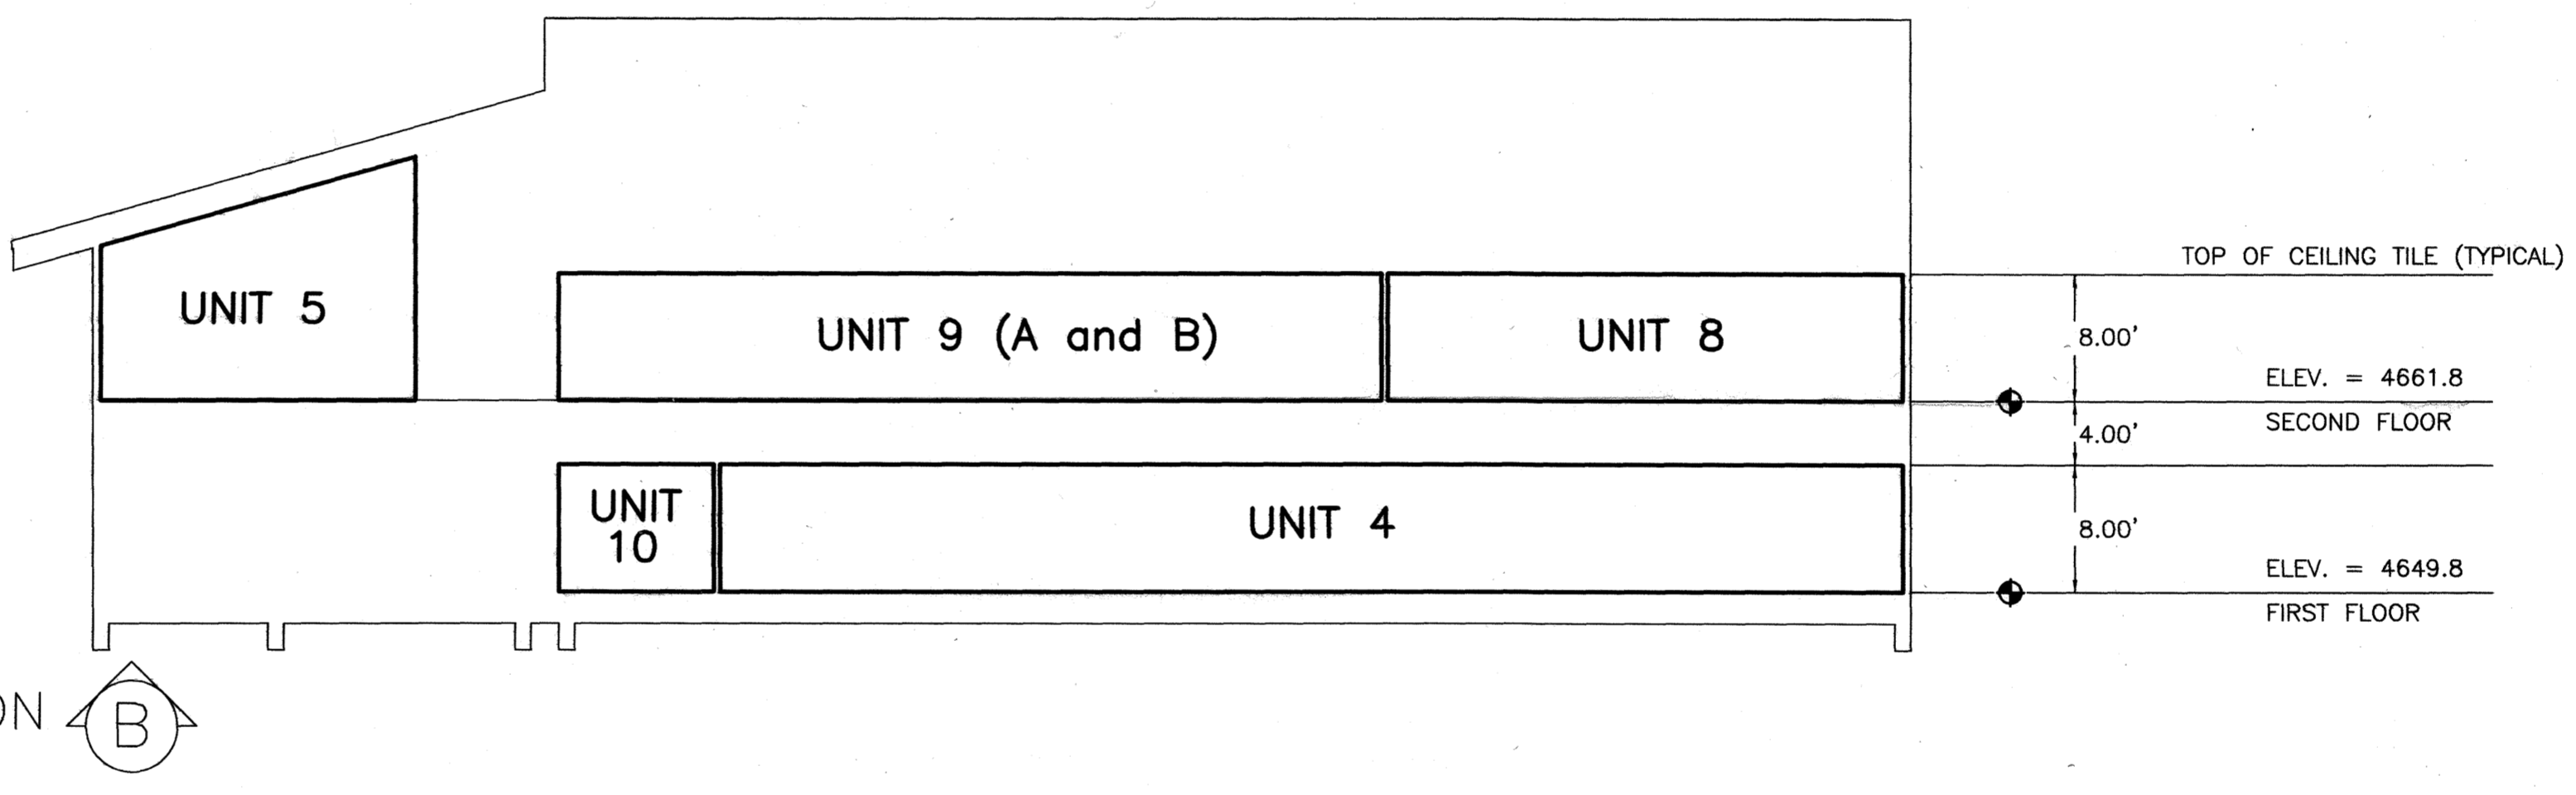 TOP OF CEILING TILE (TYPICAL)
UNIT 5
UNIT 9 (A and B)
UNIT 8
8.00'
ELEV. = 4661.8
SECOND FLOOR
4.00'
UNIT
10
UNIT 4
8.00'
ELEV. = 4649.8
FIRST FLOOR
B